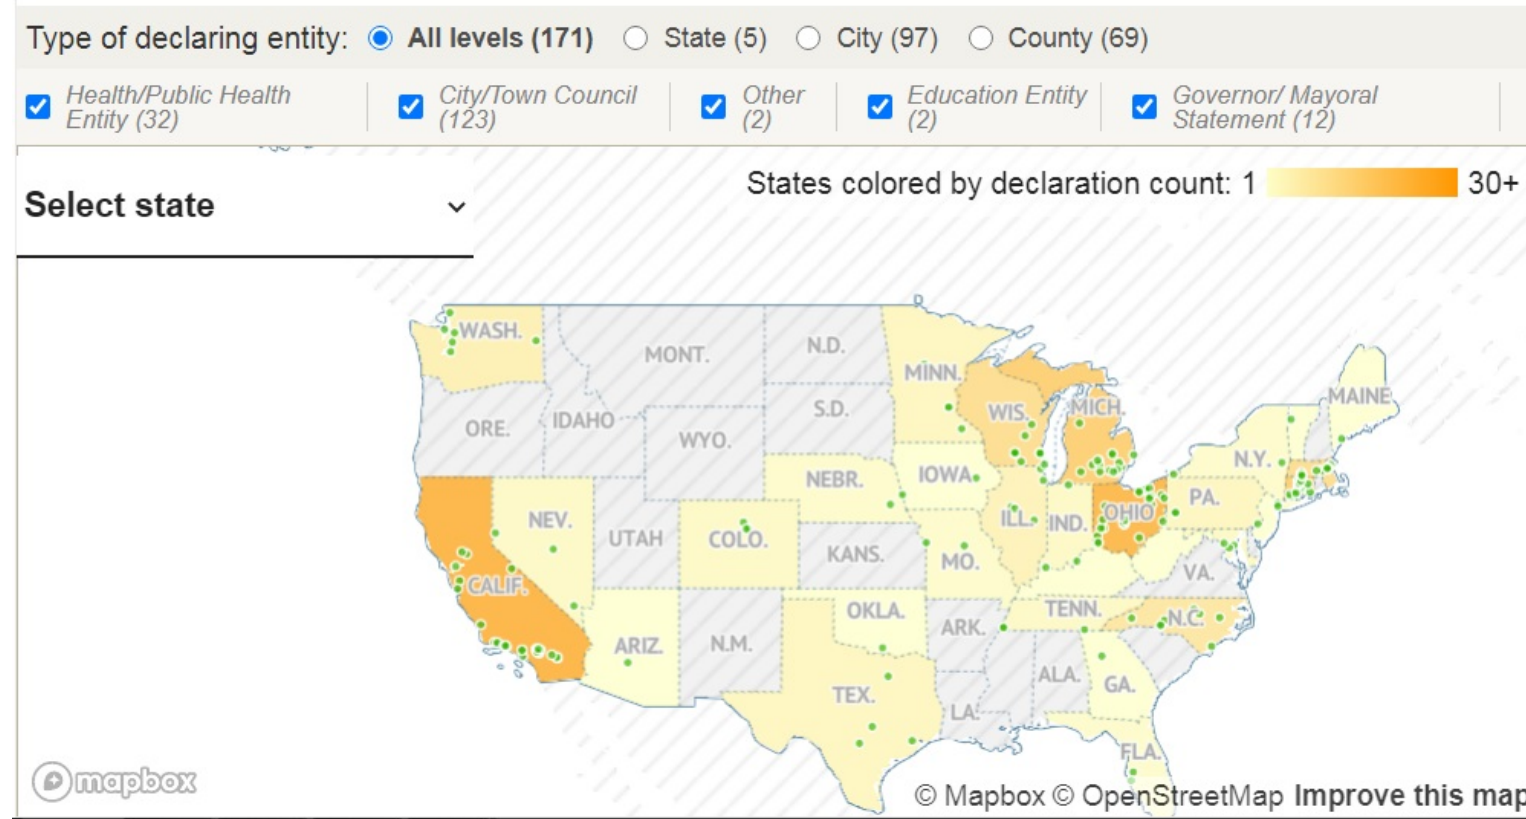 Type of declaring entity: All levels (171) State (5) City (97) County (69)
Health/Public Health
Entity (32)
City/Town Council
(123)
Other
(2)
Education Entity
(2)
Governor/ Mayoral
Statement (12)
Select state
States colored by declaration count: 1 30+
WASH.
MONT.
N.D.
MINN.
ORE.
IDAHO
WYO.
S.D.
WIS.
MICH.
MAINE
NEV.
UTAH
COLO.
NEBR.
IOWA
N.Y.
PA.
ILL.
IND.
OHIO
KANS.
MO.
VA.
CALIF.
ARIZ.
N.M.
OKLA.
ARK.
TENN.
N.C.
TEX.
LA.
ALA.
GA.
FLA.
mapbox
© Mapbox © OpenStreetMap Improve this map